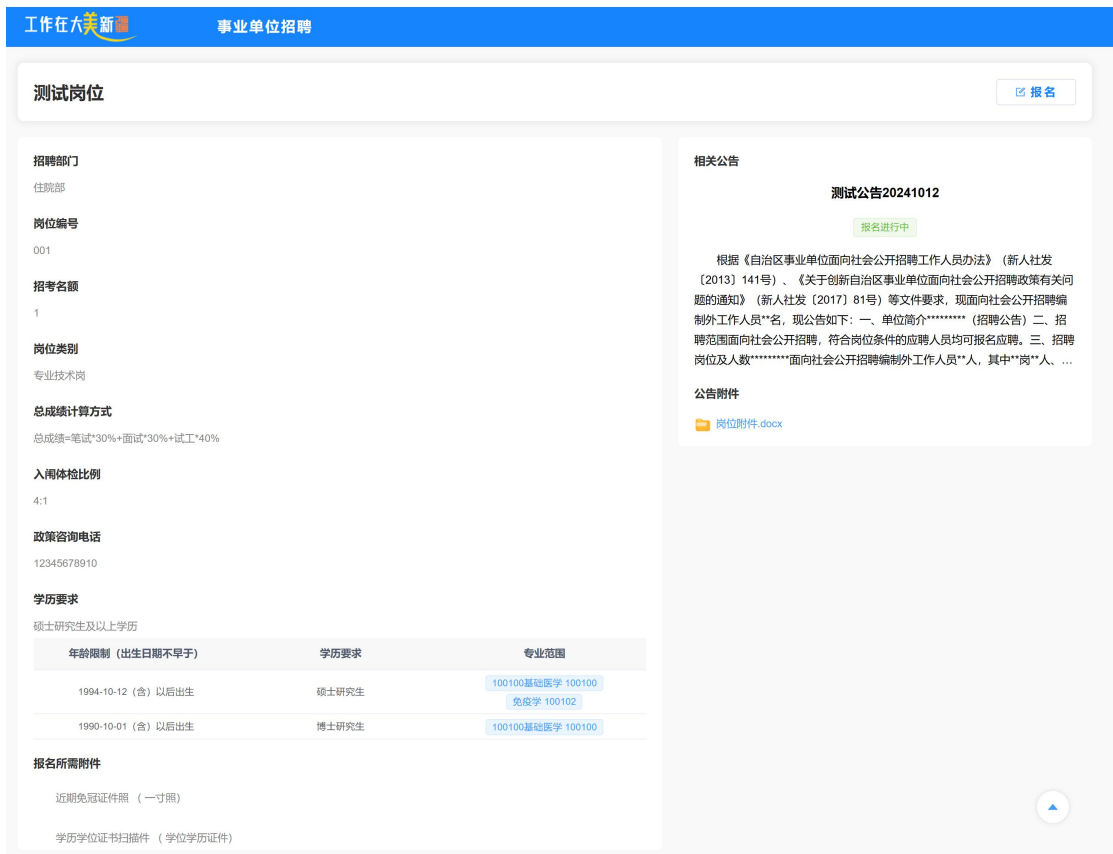 工作在大美新疆
事业单位招聘
测试岗位
报名
招聘部门
住院部
岗位编号
001
招考名额
1
岗位类别
专业技术岗
总成绩计算方式
总成绩=笔试*30%+面试*30%+试工*40%
入闱体检比例
4:1
政策咨询电话
12345678910
学历要求
硕士研究生及以上学历
年龄限制（出生日期不早于） 学历要求 专业范围
1994-10-12（含）以后出生 硕士研究生 100100基础医学 100100
免疫学 100102
1990-10-01（含）以后出生 博士研究生 100100基础医学 100100
报名所需附件
近期免冠证件照 （ 一寸照）
学历学位证书扫描件 （ 学位学历证件）
相关公告
测试公告20241012
报名进行中
根据《自治区事业单位面向社会公开招聘工作人员办法》（新人社发
〔2013〕141号）、《关于创新自治区事业单位面向社会公开招聘政策有关问
题的通知》（新人社发〔2017〕81号）等文件要求，现面向社会公开招聘编
制外工作人员**名，现公告如下：一、单位简介*********（招聘公告）二、招
聘范围面向社会公开招聘，符合岗位条件的应聘人员均可报名应聘。三、招聘
岗位及人数*********面向社会公开招聘编制外工作人员**人，其中**岗**人、…
公告附件
岗位附件.docx